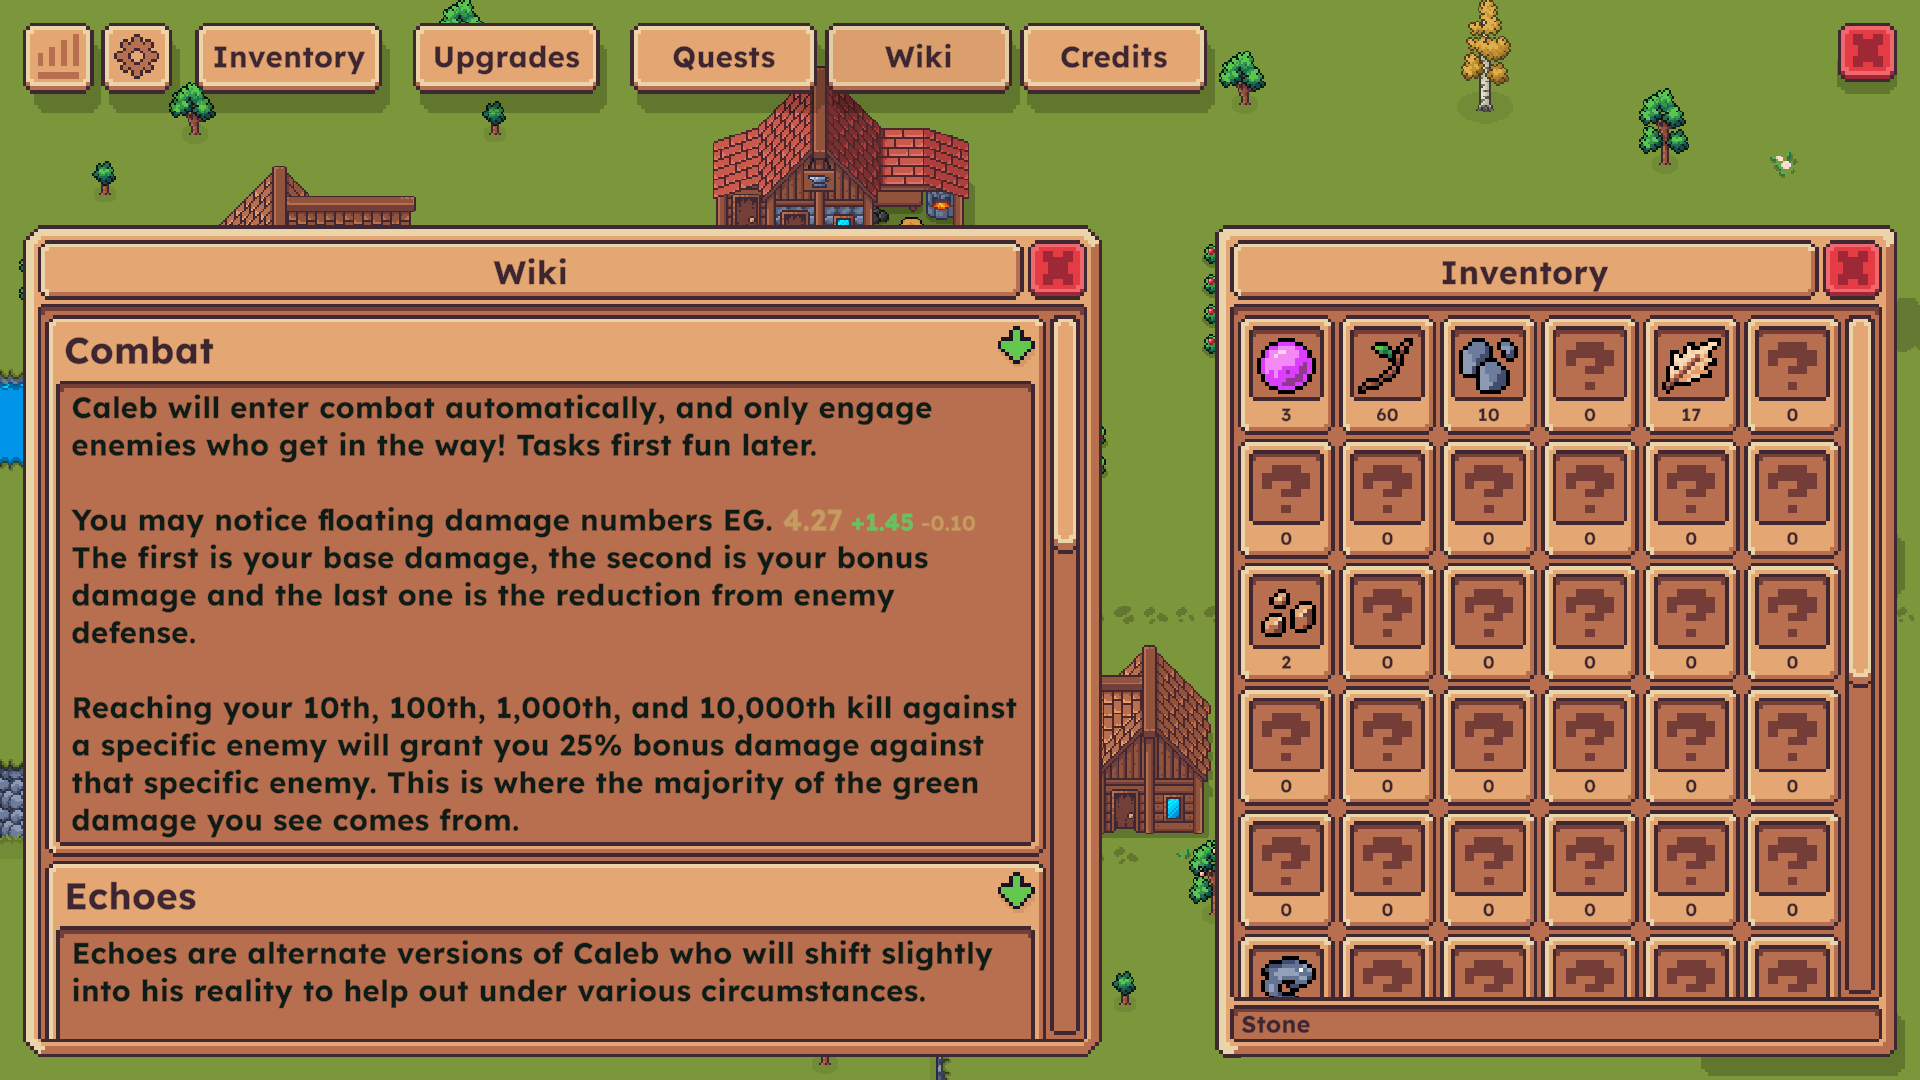 Inventory
Upgrades
Quests
Wiki
Credits
Wiki
Combat
Caleb will enter combat automatically, and only engage
enemies who get in the way! Tasks first fun later.
You may notice floating damage numbers EG. 4.27 +1.45 -0.10
The first is your base damage, the second is your bonus
damage and the last one is the reduction from enemy
defense.
Reaching your 10th, 100th, 1,000th, and 10,000th kill against
a specific enemy will grant you 25% bonus damage against
that specific enemy. This is where the majority of the green
damage you see comes from.
Echoes
Echoes are alternate versions of Caleb who will shift slightly
into his reality to help out under various circumstances.
Inventory
? ?
3 60 10 0 17 0
? ? ? ? ? ?
0 0 0 0 0 0
? ? ? ? ?
2 0 0 0 0 0
? ? ? ? ? ?
0 0 0 0 0 0
? ? ? ? ? ?
0 0 0 0 0 0
? ? ? ? ?
Stone